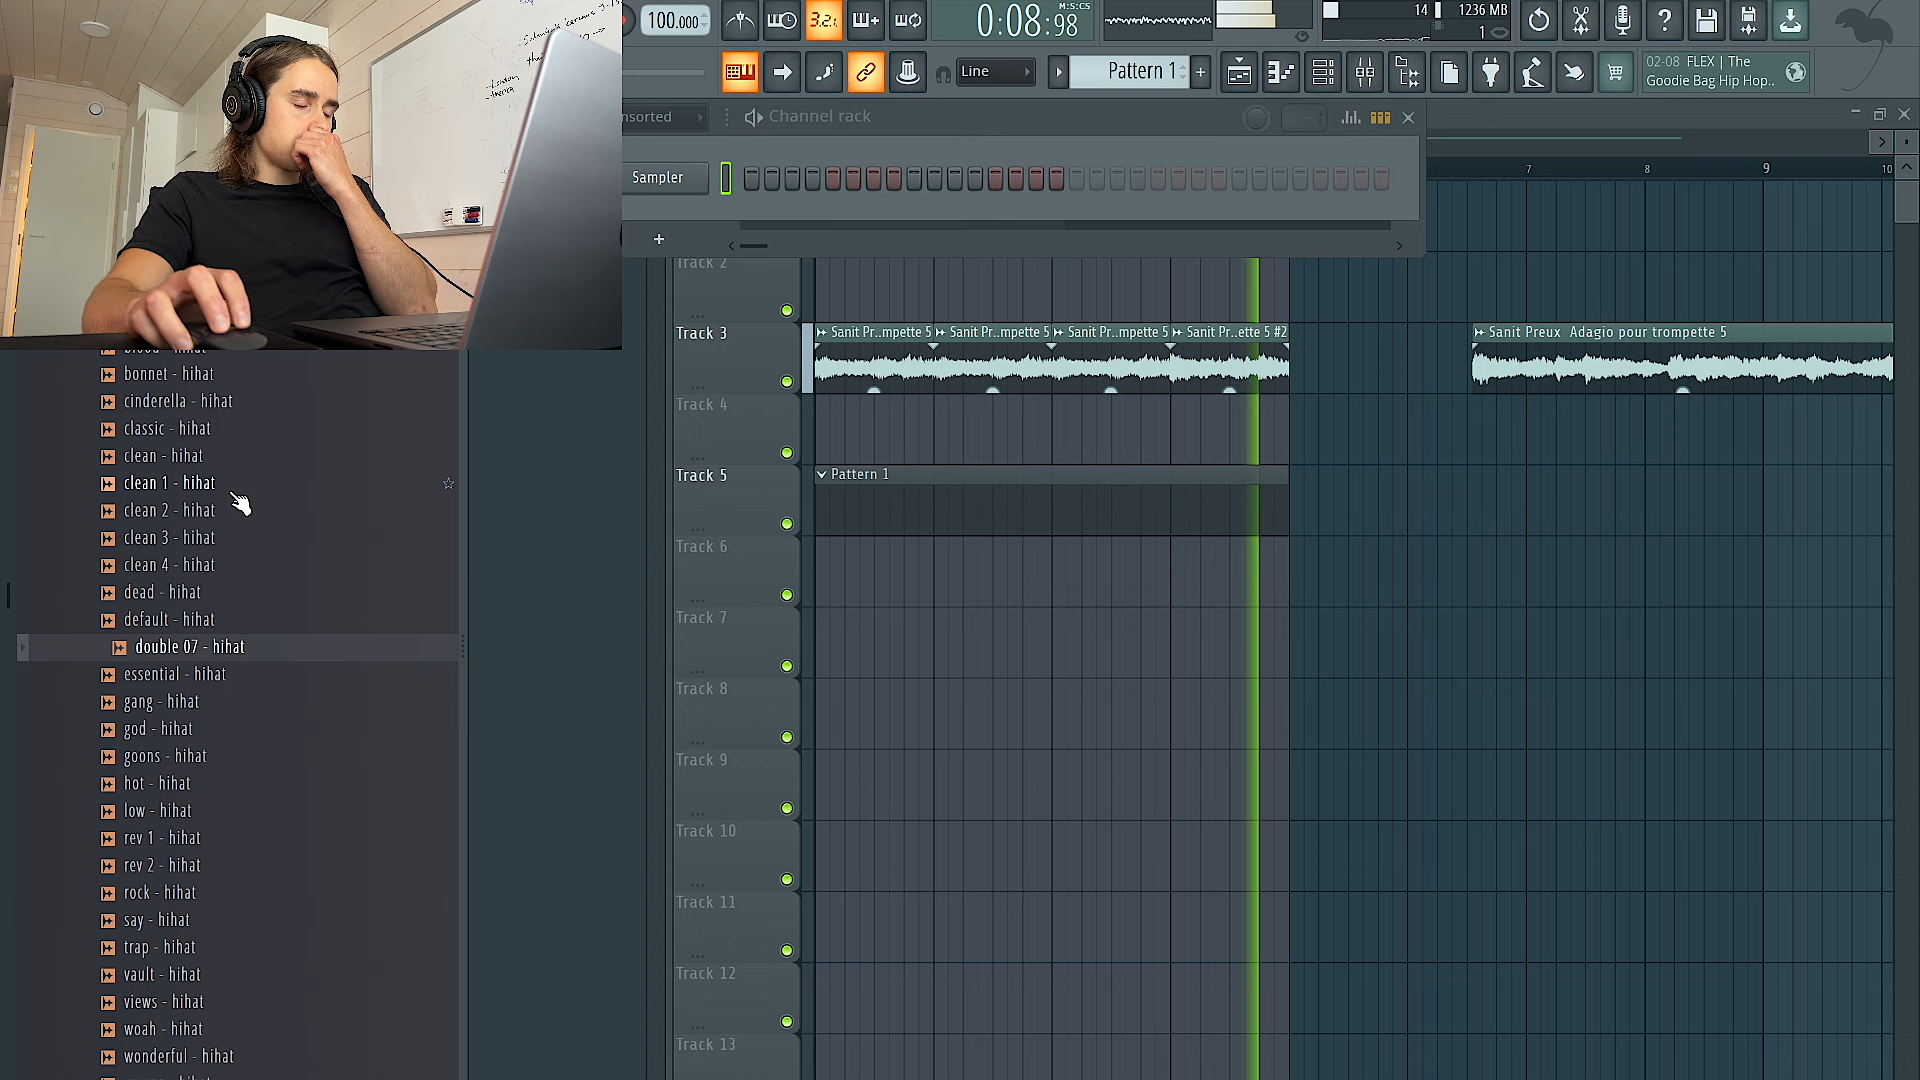 100.000
3.2.
0:08:98
M:S:CS
14
1236 MB
1
Line
Pattern 1
02-08 FLEX | The
Goodie Bag Hip Hop..
nsorted
Channel rack
Sampler
7
8
9
10
Track 2
Track 3
Sanit Pr..mpette 5
Sanit Pr..mpette 5
Sanit Pr..mpette 5
Sanit Pr..ette 5 #2
Sanit Preux Adagio pour trompette 5
Track 4
Track 5
Pattern 1
Track 6
Track 7
Track 8
Track 9
Track 10
Track 11
Track 12
Track 13
bonnet - hihat
cinderella - hihat
classic - hihat
clean - hihat
clean 1 - hihat
clean 2 - hihat
clean 3 - hihat
clean 4 - hihat
dead - hihat
default - hihat
double 07 - hihat
essential - hihat
gang - hihat
god - hihat
goons - hihat
hot - hihat
low - hihat
rev 1 - hihat
rev 2 - hihat
rock - hihat
say - hihat
trap - hihat
vault - hihat
views - hihat
woah - hihat
wonderful - hihat